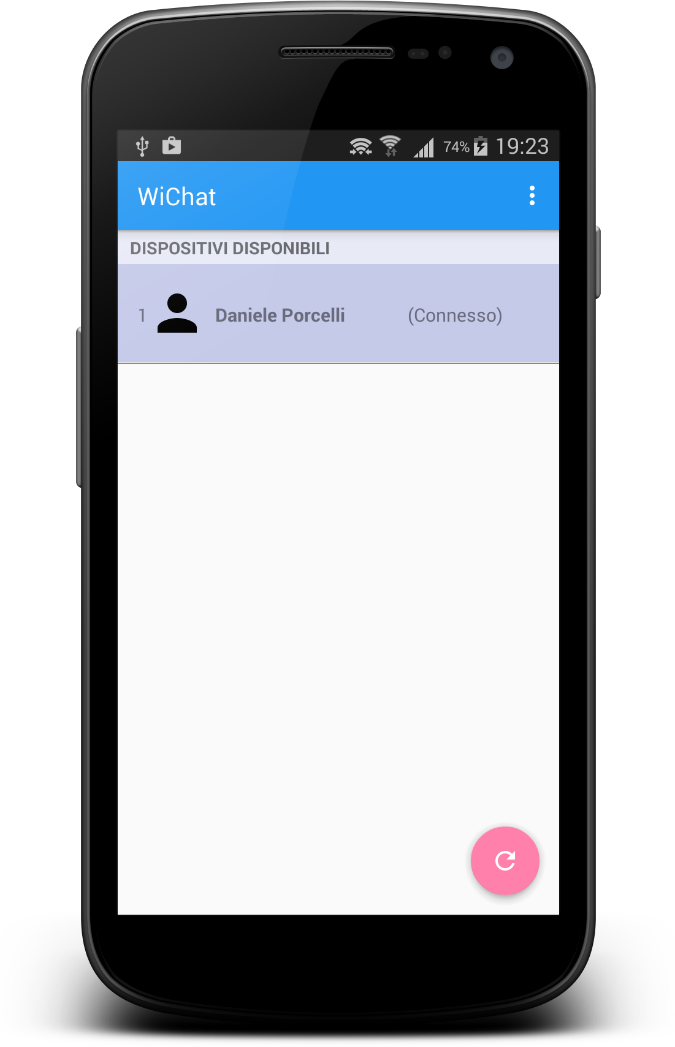 74% 19:23
WiChat
DISPOSITIVI DISPONIBILI
1 Daniele Porcelli (Connesso)